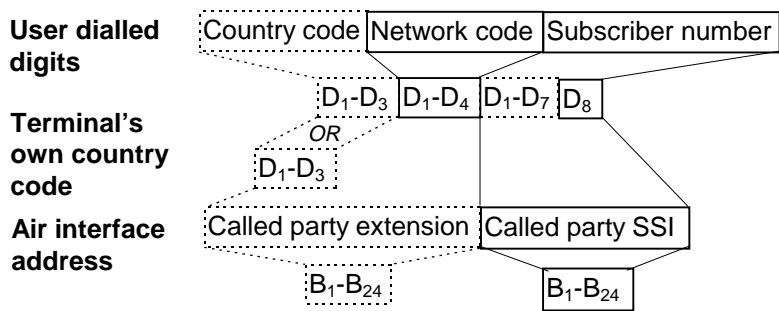 User dialled digits
Country code Network code Subscriber number
D1-D3 D1-D4 D1-D7 D8
Terminal's own country code
OR
D1-D3
Air interface address
Called party extension Called party SSI
B1-B24 B1-B24